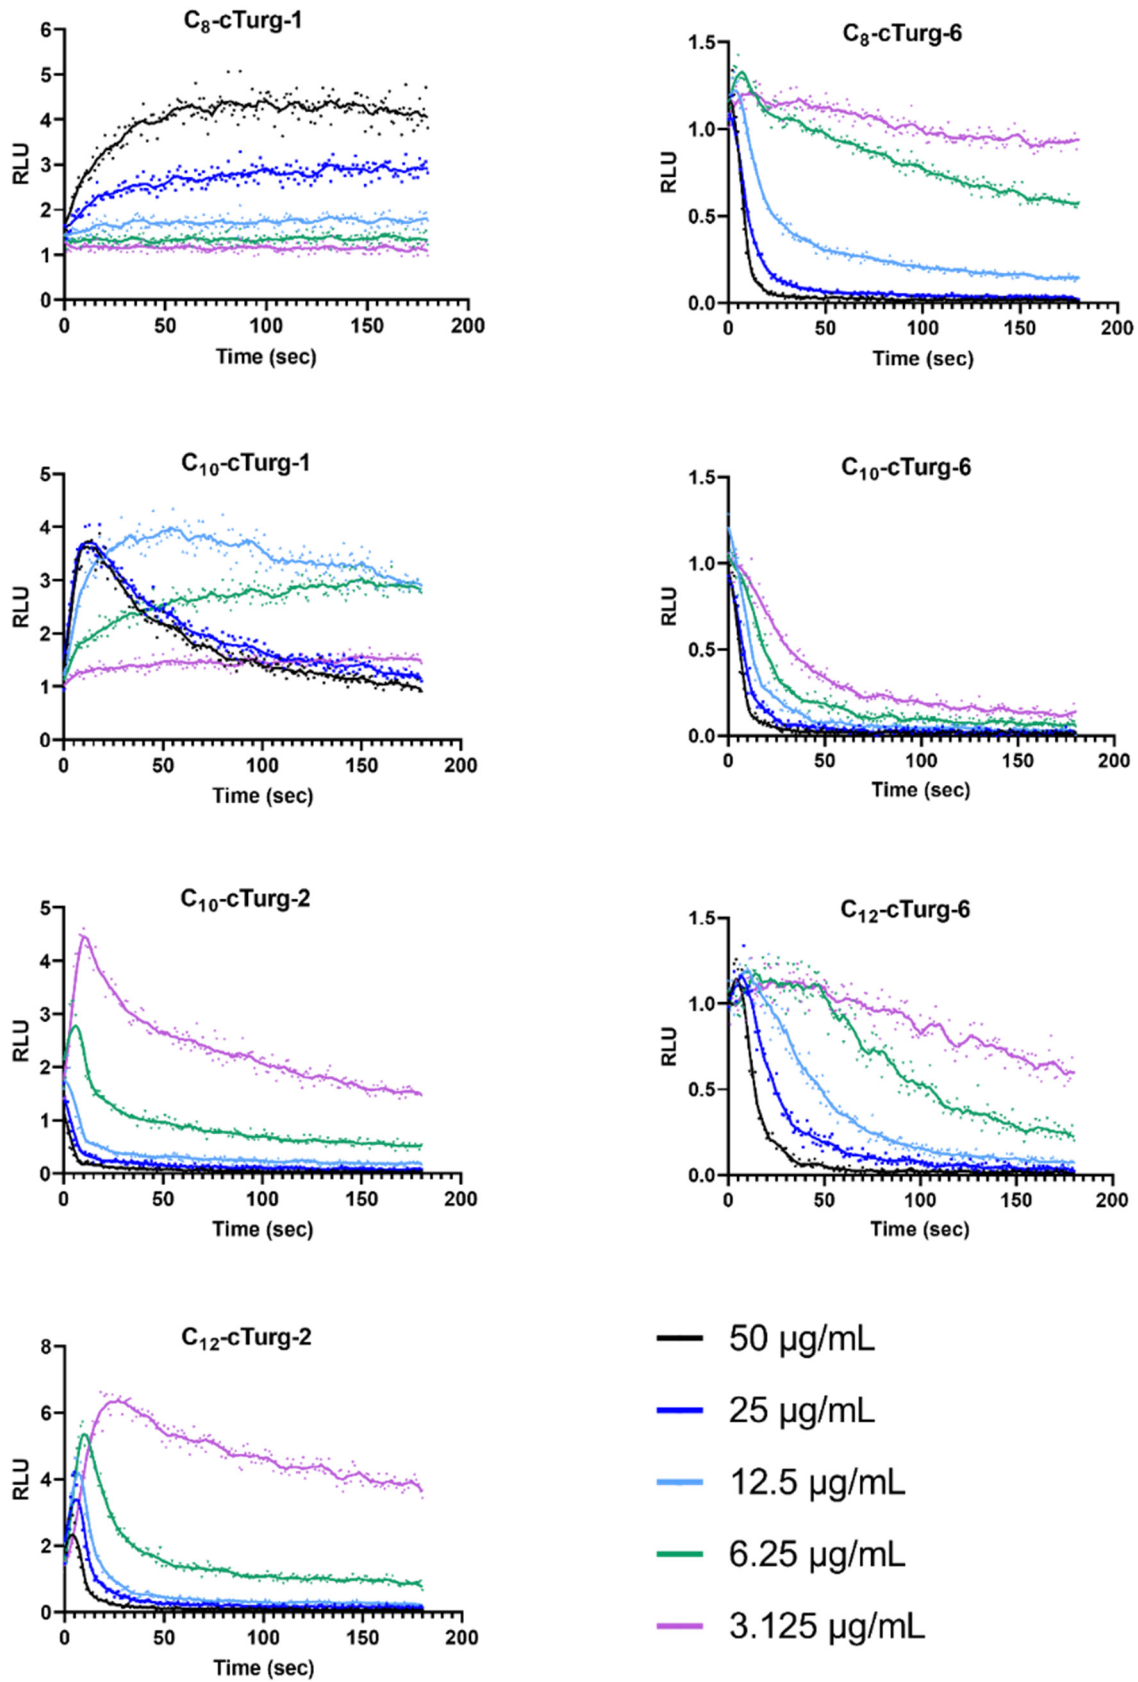 C8-cTurg-1
6
5
4
3
2
1
0
RLU
0 50 100 150 200
Time (sec)
C8-cTurg-6
1.5
1.0
0.5
0.0
RLU
0 50 100 150 200
Time (sec)
C10-cTurg-1
5
4
3
2
1
0
RLU
0 50 100 150 200
Time (sec)
C10-cTurg-6
1.5
1.0
0.5
0.0
RLU
0 50 100 150 200
Time (sec)
C10-cTurg-2
5
4
3
2
1
0
RLU
0 50 100 150 200
Time (sec)
C12-cTurg-6
1.5
1.0
0.5
0.0
RLU
0 50 100 150 200
Time (sec)
C12-cTurg-2
8
6
4
2
0
RLU
0 50 100 150 200
Time (sec)
50 µg/mL
25 µg/mL
12.5 µg/mL
6.25 µg/mL
3.125 µg/mL